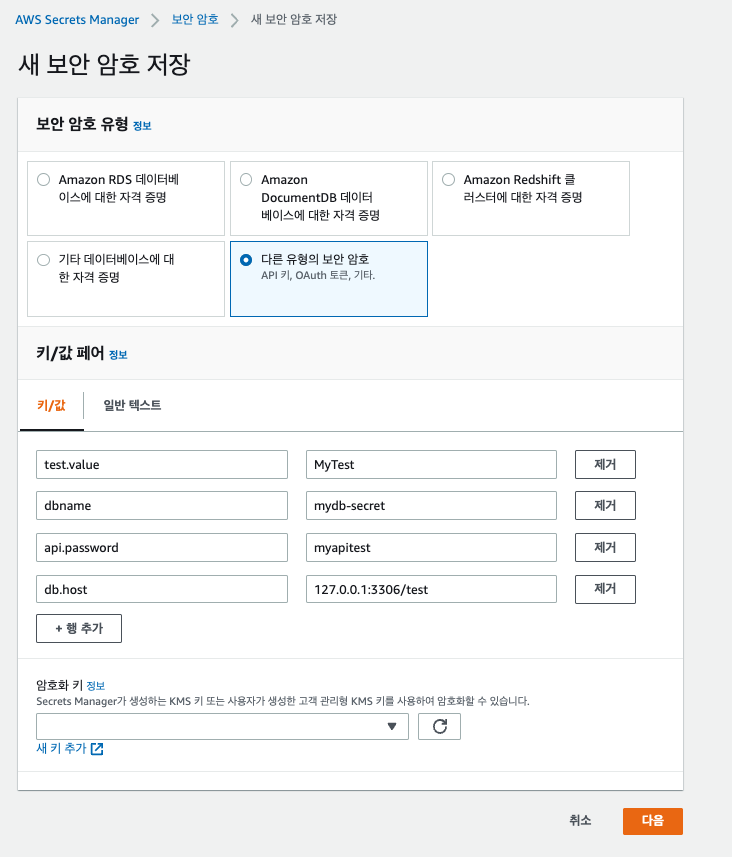 AWS Secrets Manager > 보안 암호 > 새 보안 암호 저장
새 보안 암호 저장
보안 암호 유형 정보
Amazon RDS 데이터베
이스에 대한 자격 증명
Amazon
DocumentDB 데이터
베이스에 대한 자격 증명
Amazon Redshift 클
러스터에 대한 자격 증명
기타 데이터베이스에 대
한 자격 증명
다른 유형의 보안 암호
API 키, OAuth 토큰, 기타.
키/값 페어 정보
키/값 일반 텍스트
test.value MyTest 제거
dbname mydb-secret 제거
api.password myapitest 제거
db.host 127.0.0.1:3306/test 제거
+ 행 추가
암호화 키 정보
Secrets Manager가 생성하는 KMS 키 또는 사용자가 생성한 고객 관리형 KMS 키를 사용하여 암호화할 수 있습니다.
새 키 추가
취소 다음